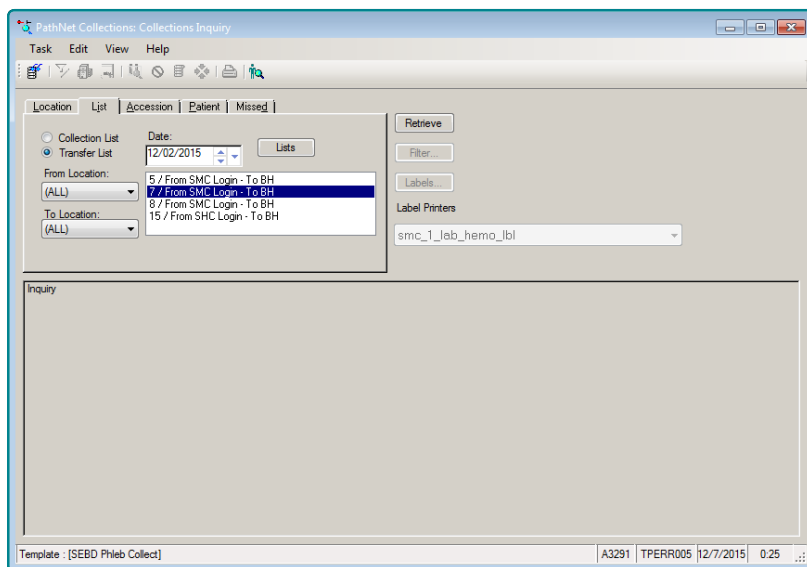 PathNet Collections: Collections Inquiry
Task Edit View Help
Location List Accession Patient Missed
Collection List
Transfer List
Date:
12/02/2015
Lists
From Location:
(ALL)
To Location:
(ALL)
5 / From SMC Login - To BH
7 / From SMC Login - To BH
8 / From SMC Login - To BH
15 / From SHC Login - To BH
Retrieve
Filter...
Labels...
Label Printers
smc_1_lab_hemo_lbl
Inquiry
Template : [SEBD Phleb Collect] A3291 TPERR005 12/7/2015 0:25